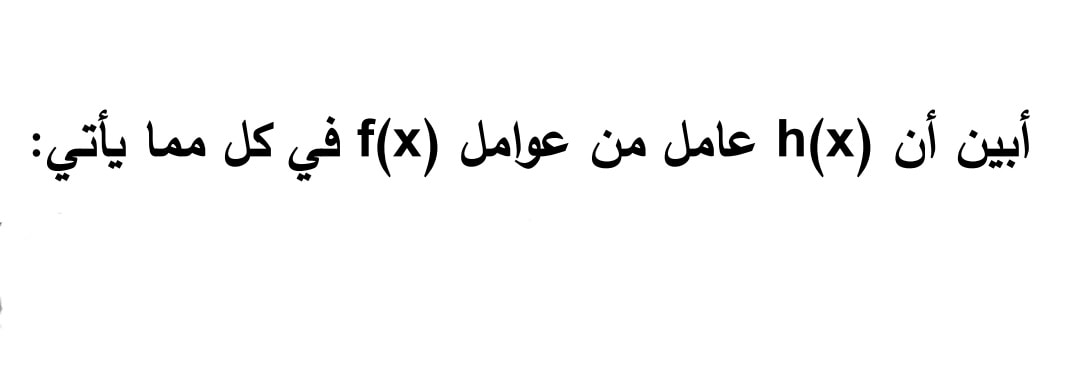 أبين أن h(x) عامل من عوامل f(x) في كل مما يأتي: